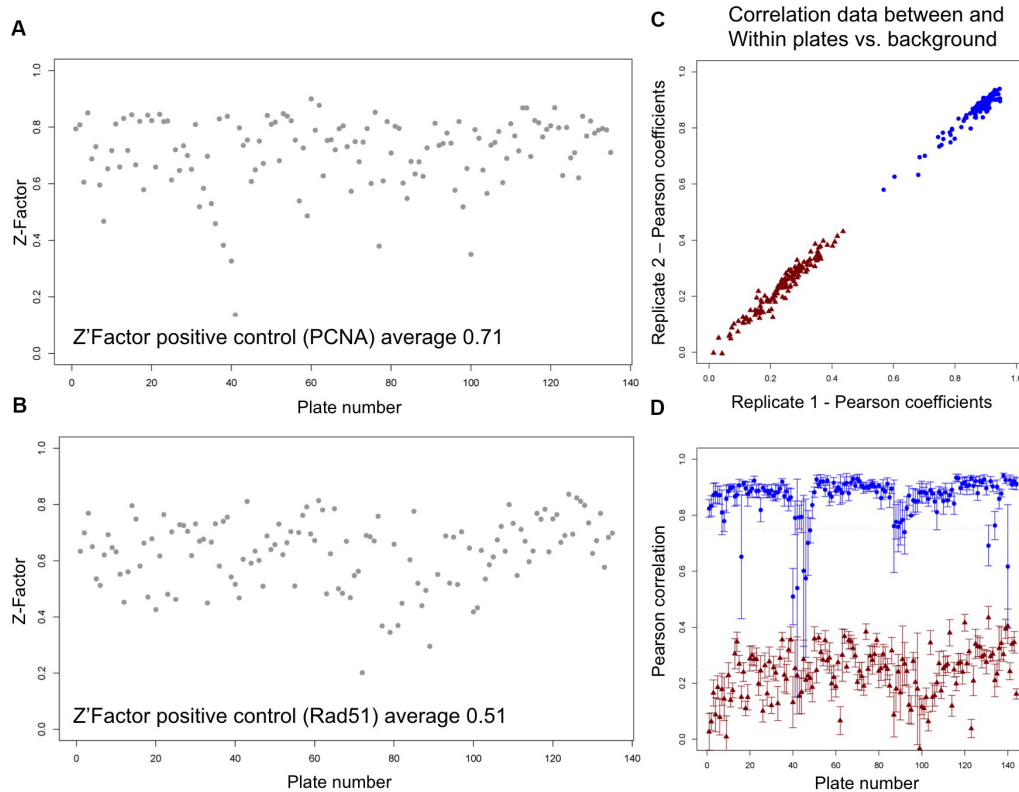 A
Z-Factor
1.0
0.8
0.6
0.4
0.2
0.0
Z'Factor positive control (PCNA) average 0.71
0 20 40 60 80 100 120 140
Plate number
B
Z-Factor
1.0
0.8
0.6
0.4
0.2
0.0
Z'Factor positive control (Rad51) average 0.51
0 20 40 60 80 100 120 140
Plate number
C
Correlation data between and
Within plates vs. background
Replicate 2 – Pearson coefficients
1.0
0.8
0.6
0.4
0.2
0.0
0.0 0.2 0.4 0.6 0.8 1.0
Replicate 1 - Pearson coefficients
D
Pearson correlation
1.0
0.8
0.6
0.4
0.2
0.0
0 20 40 60 80 100 120 140
Plate number